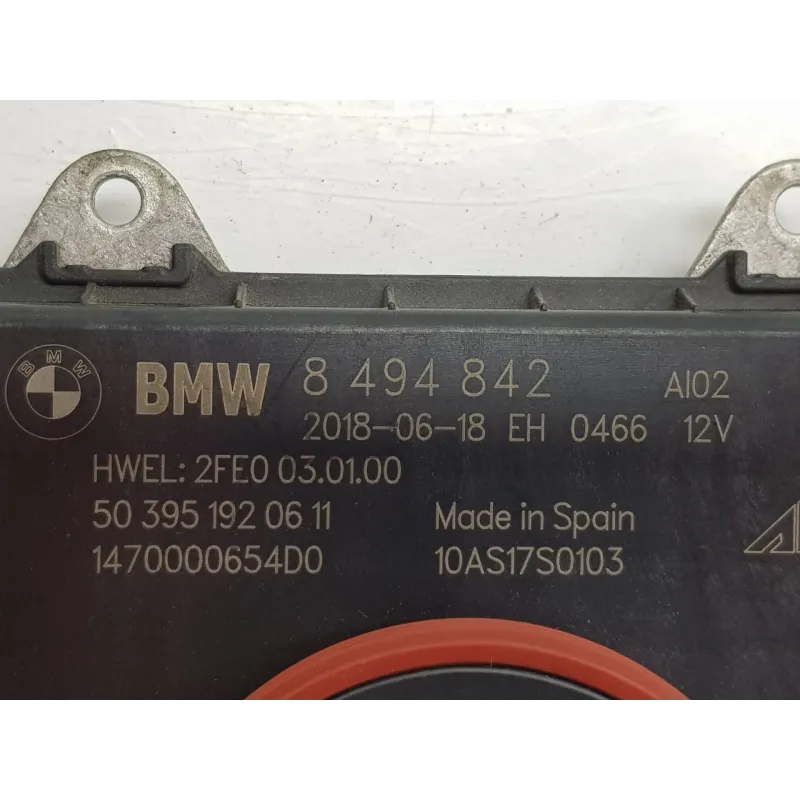 BMW BMW 8 494 842 AI02
2018-06-18 EH 0466 12V
HWEL: 2FE0 03.01.00
50 395 192 06 11 Made in Spain
1470000654D0 10AS17S0103